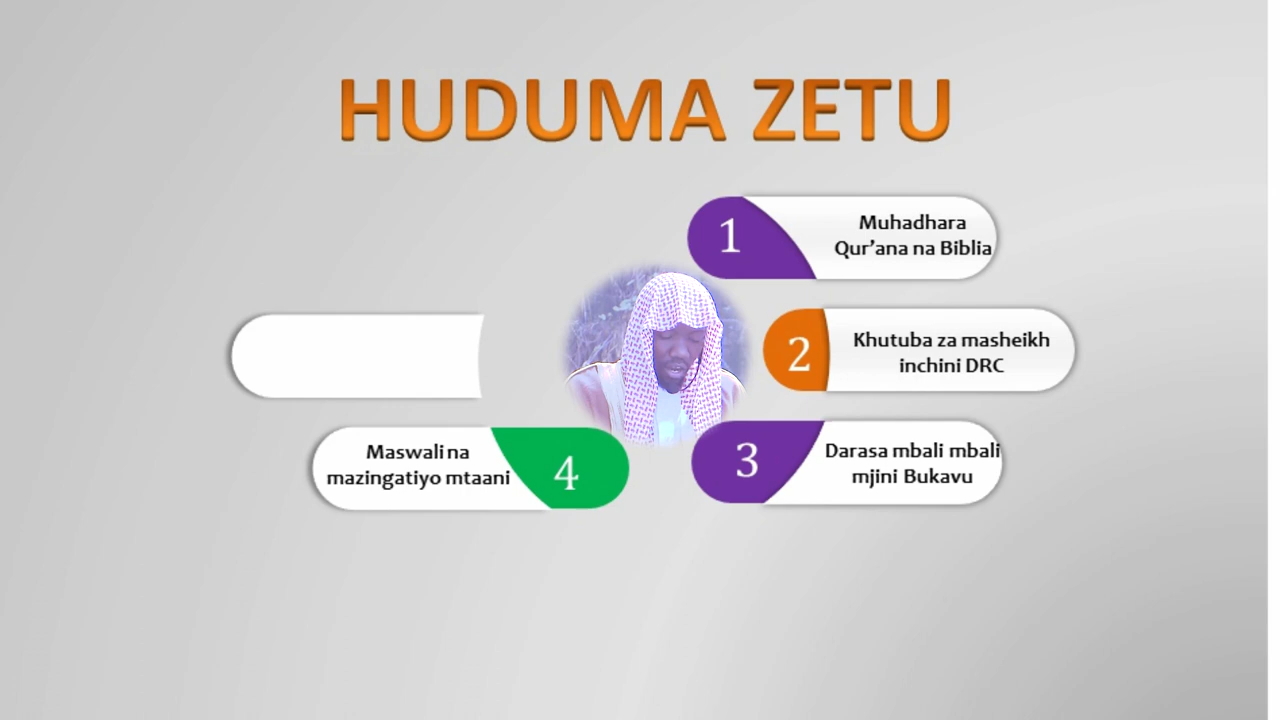 HUDUMA ZETU
1
Muhadhara
Qur'ana na Biblia
2
Khutuba za masheikh
inchini DRC
3
Darasa mbali mbali
mjini Bukavu
4
Maswali na
mazingatiyo mtaani